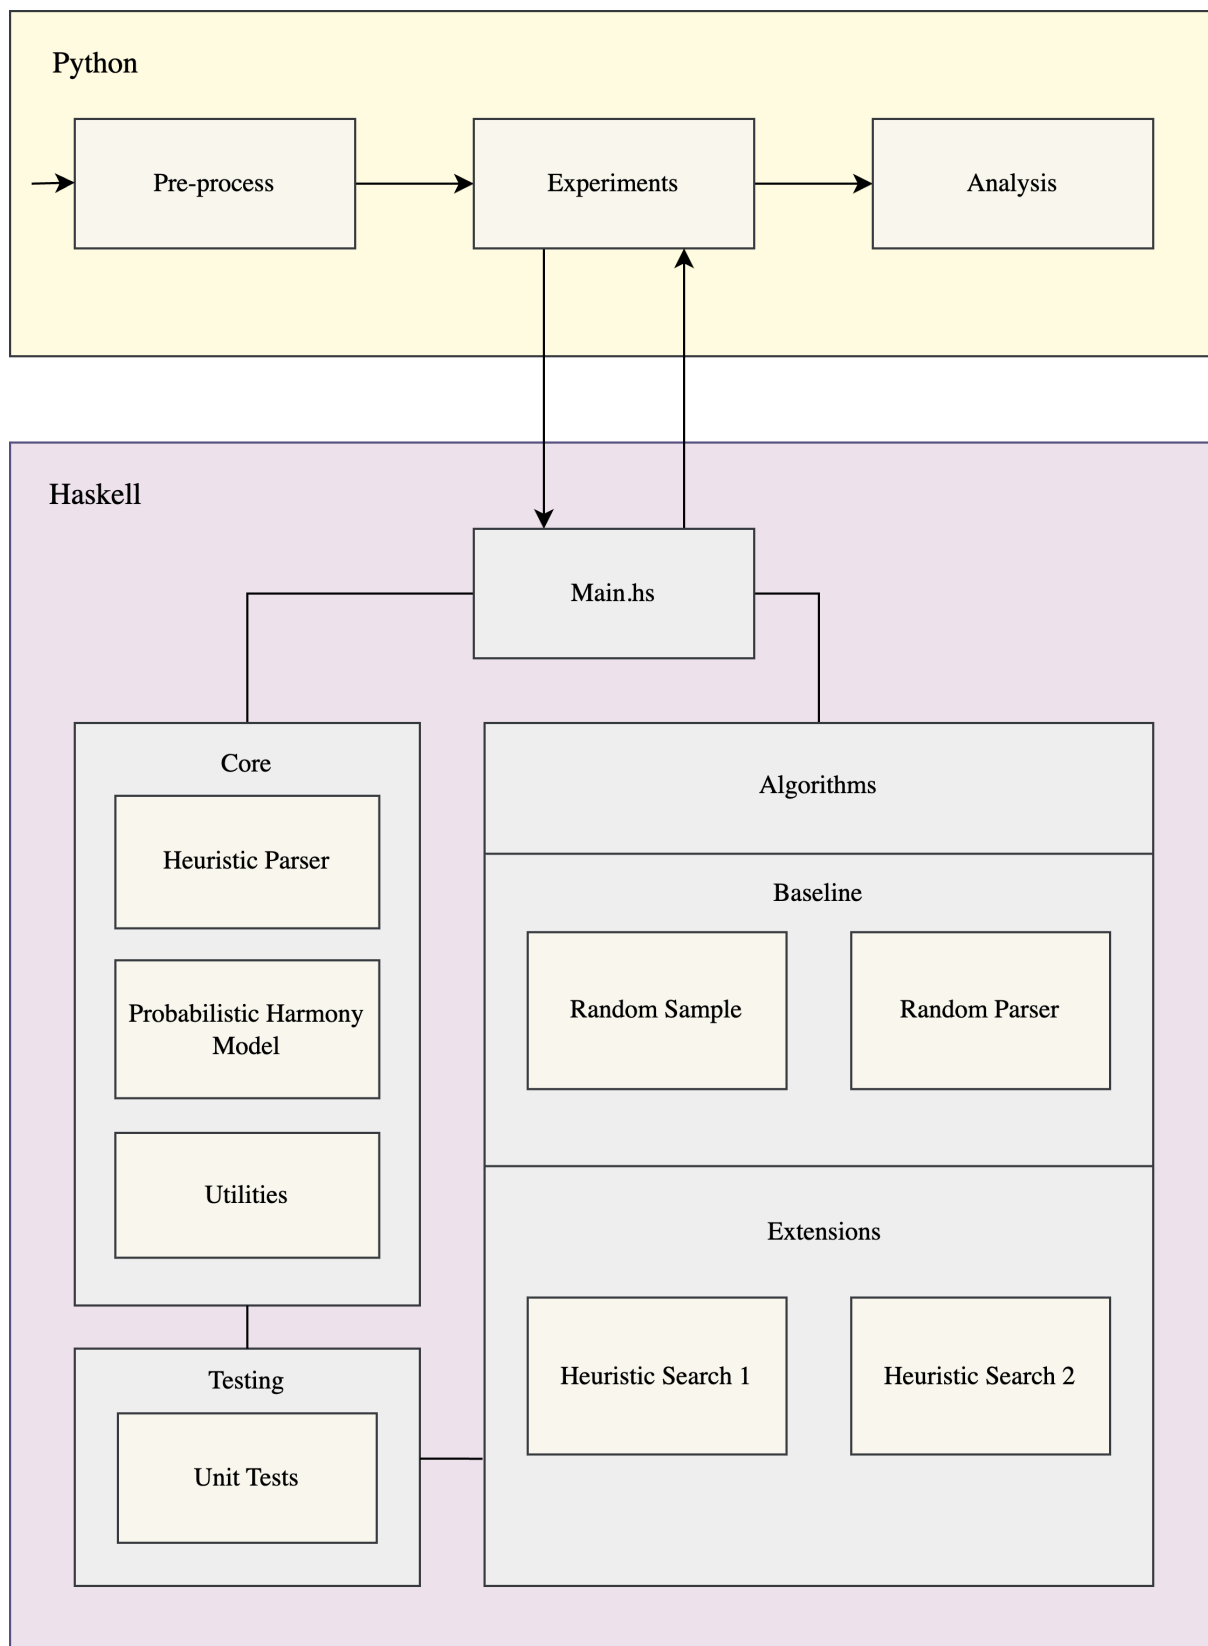 Python
Pre-process
Experiments
Analysis
Haskell
Main.hs
Core
Heuristic Parser
Probabilistic Harmony
Model
Utilities
Testing
Unit Tests
Algorithms
Baseline
Random Sample
Random Parser
Extensions
Heuristic Search 1
Heuristic Search 2